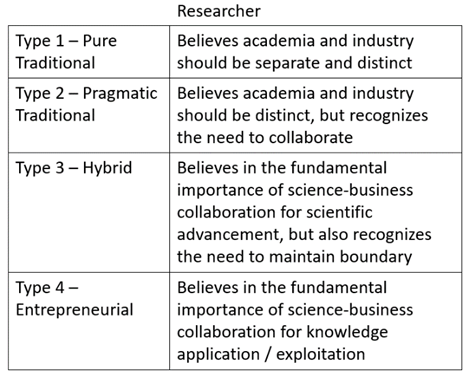 Researcher
Type 1 – Pure
Traditional
Believes academia and industry
should be separate and distinct
Type 2 – Pragmatic
Traditional
Believes academia and industry
should be distinct, but recognizes
the need to collaborate
Type 3 – Hybrid
Believes in the fundamental
importance of science-business
collaboration for scientific
advancement, but also recognizes
the need to maintain boundary
Type 4 –
Entrepreneurial
Believes in the fundamental
importance of science-business
collaboration for knowledge
application / exploitation